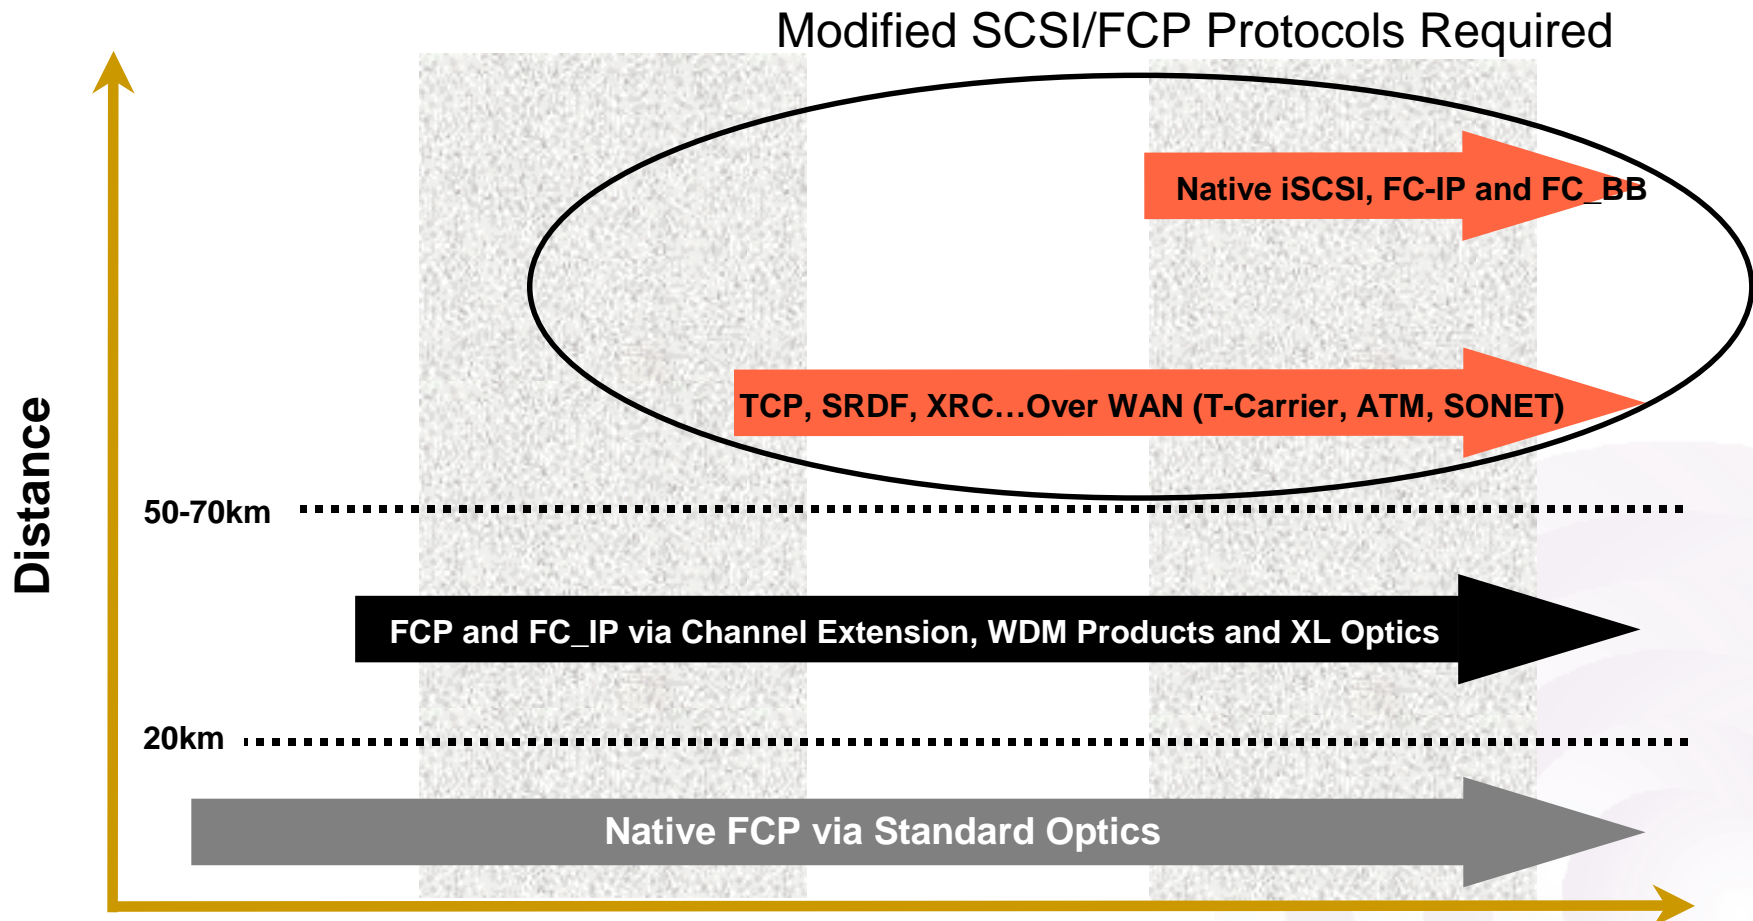 Modified SCSI/FCP Protocols Required
Native iSCSI, FC-IP and FC_BB
TCP, SRDF, XRC…Over WAN (T-Carrier, ATM, SONET)
Distance
50-70km
FCP and FC_IP via Channel Extension, WDM Products and XL Optics
20km
Native FCP via Standard Optics